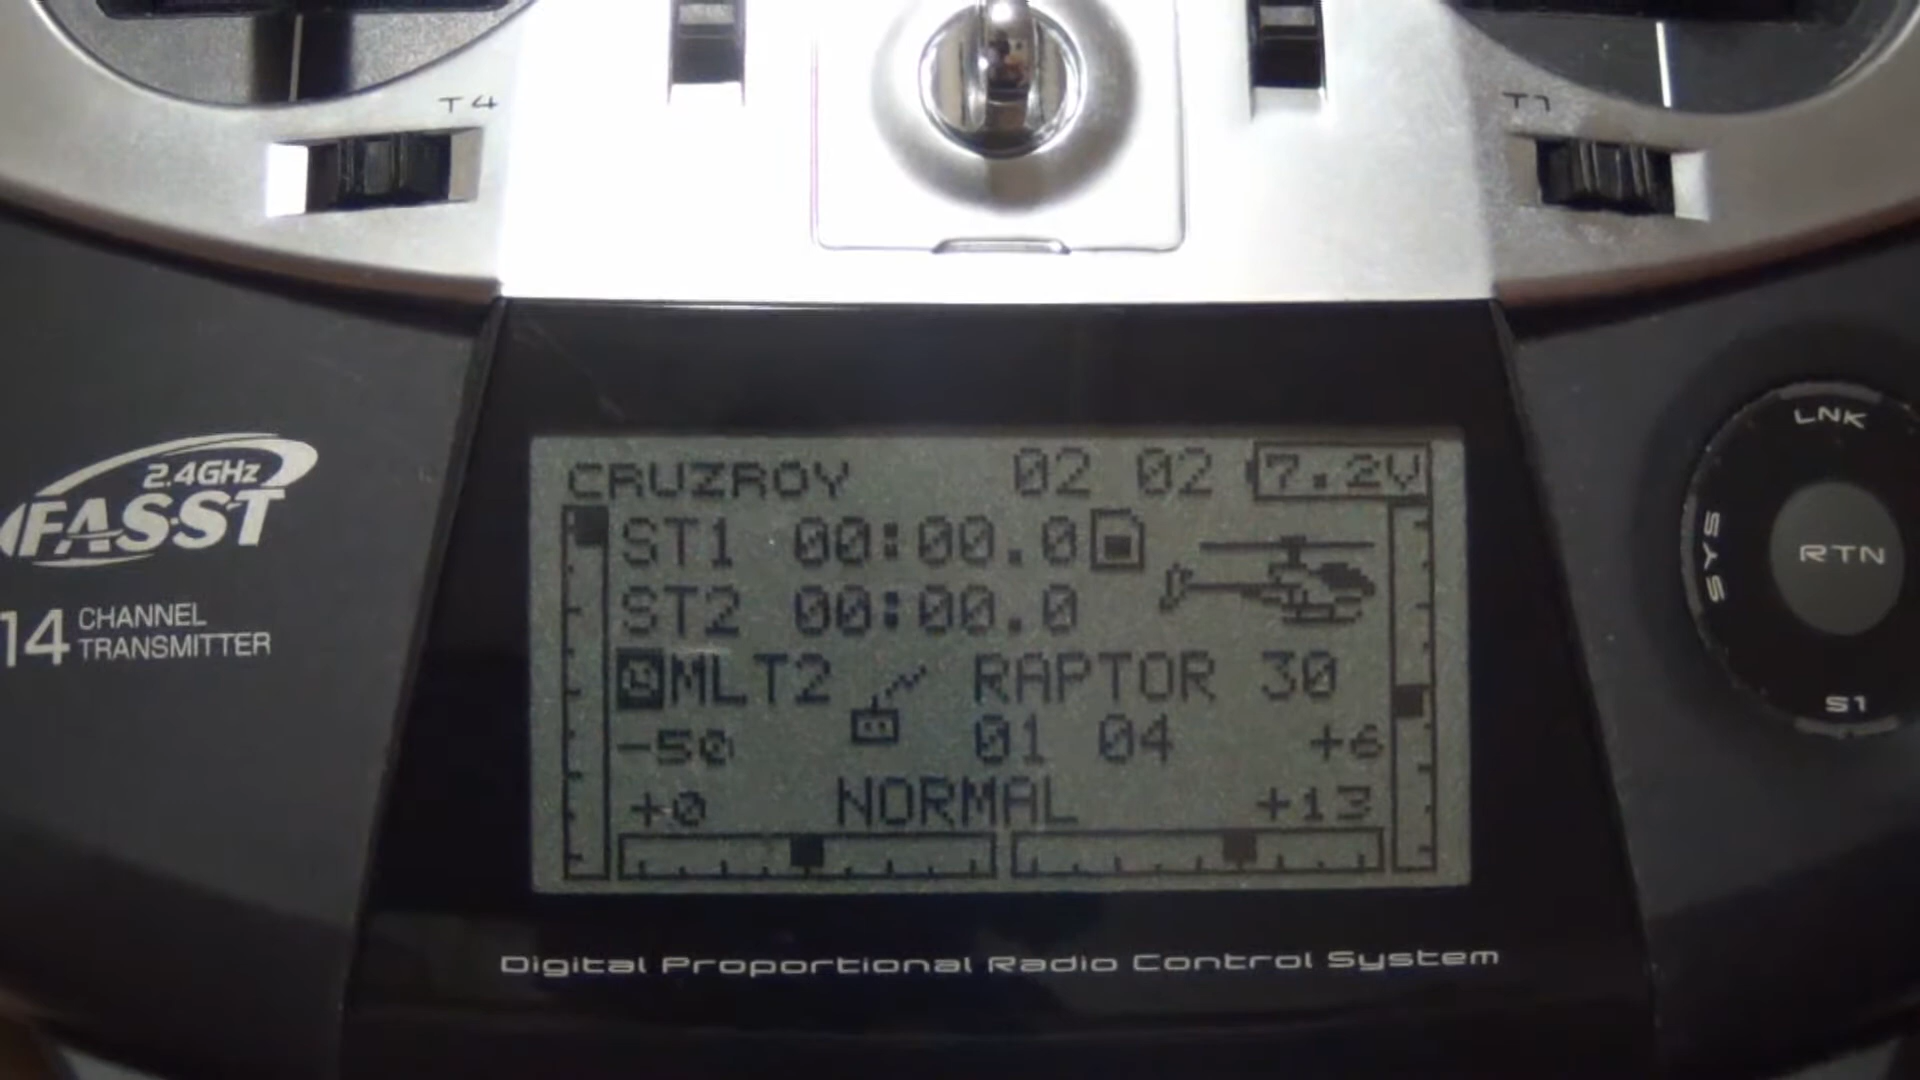 T4
T1
2.4GHz
FASST
14 CHANNEL
TRANSMITTER
CRUZROY 02 02 7.2V
ST1 00:00.0
ST2 00:00.0
MLT2 RAPTOR 30
-50 01 04 +6
+0 NORMAL +13
LNK
SYS
RTN
S1
Digital Proportional Radio Control System